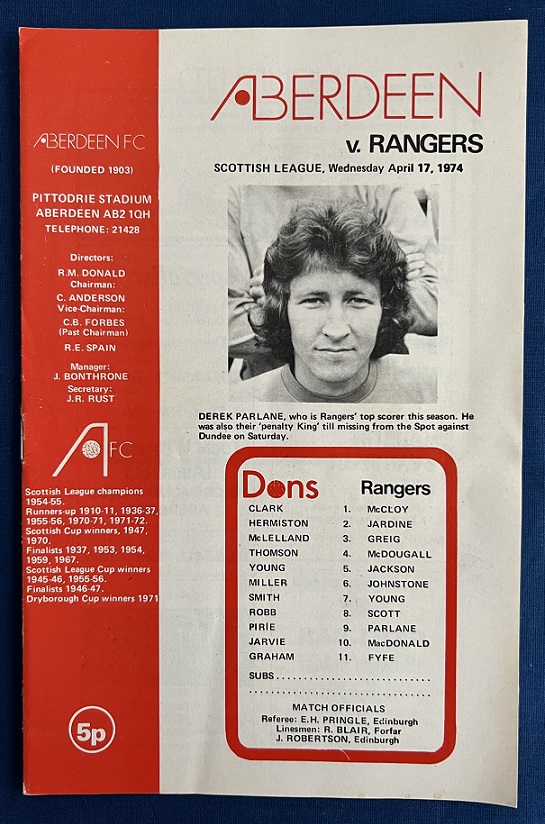 ABERDEEN FC
(FOUNDED 1903)
PITTODRIE STADIUM
ABERDEEN AB2 1QH
TELEPHONE: 21428
Directors:
R.M. DONALD
Chairman:
C. ANDERSON
Vice-Chairman:
C.B. FORBES
(Past Chairman)
R.E. SPAIN
Manager:
J. BONTHRONE
Secretary:
J.R. RUST
AFC
Scottish League champions
1954-55.
Runners-up 1910-11, 1936-37,
1955-56, 1970-71, 1971-72.
Scottish Cup winners, 1947,
1970.
Finalists 1937, 1953, 1954,
1959, 1967.
Scottish League Cup winners
1945-46, 1955-56.
Finalists 1946-47.
Dryborough Cup winners 1971
5p
ABERDEEN
v. RANGERS
SCOTTISH LEAGUE, Wednesday April 17, 1974
DEREK PARLANE, who is Rangers' top scorer this season. He
was also their 'penalty King' till missing from the Spot against
Dundee on Saturday.
Dons Rangers
CLARK 1. McCLOY
HERMISTON 2. JARDINE
McLELLAND 3. GREIG
THOMSON 4. McDOUGALL
YOUNG 5. JACKSON
MILLER 6. JOHNSTONE
SMITH 7. YOUNG
ROBB 8. SCOTT
PIRIE 9. PARLANE
JARVIE 10. MacDONALD
GRAHAM 11. FYFE
SUBS............................
.................................
MATCH OFFICIALS
Referee: E.H. PRINGLE, Edinburgh
Linesmen: R. BLAIR, Forfar
J. ROBERTSON, Edinburgh